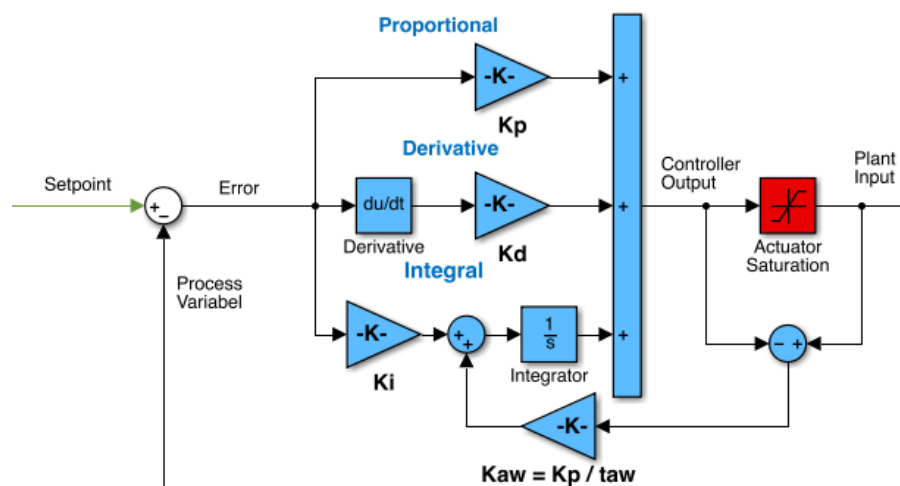 Proportional
-K-
+
Kp
Derivative
Setpoint
Error
+
−
du/dt
-K-
+
Controller
Output
Plant
Input
Derivative
Kd
Actuator
Saturation
Integral
Process
Variabel
-K-
+
+
1
s
+
− +
Ki
Integrator
-K-
Kaw = Kp / taw